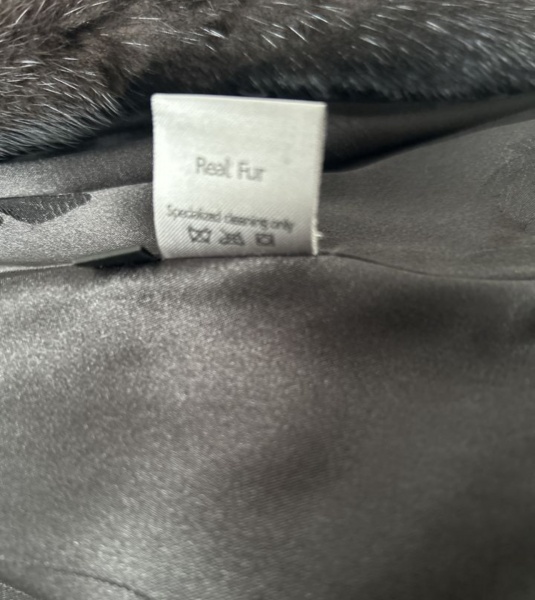 Real Fur
Specialized cleaning only